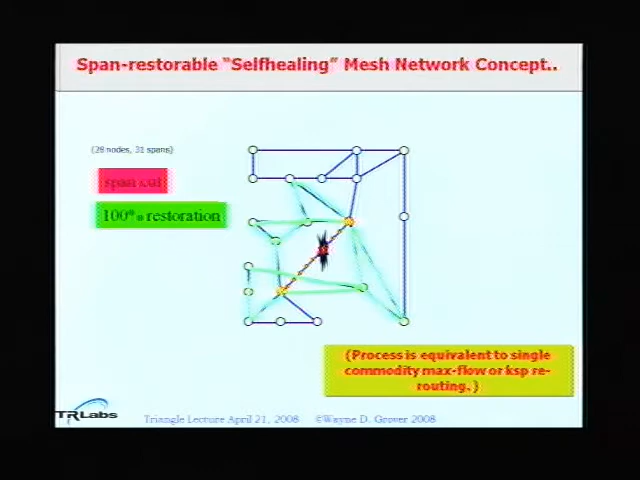 Span-restorable “Selfhealing” Mesh Network Concept..
(28 nodes, 31 spans)
span cut
100% restoration
(Process is equivalent to single
commodity max-flow or ksp re-
routing.)
TRLabs
Triangle Lecture April 21, 2008 ©Wayne D. Grover 2008